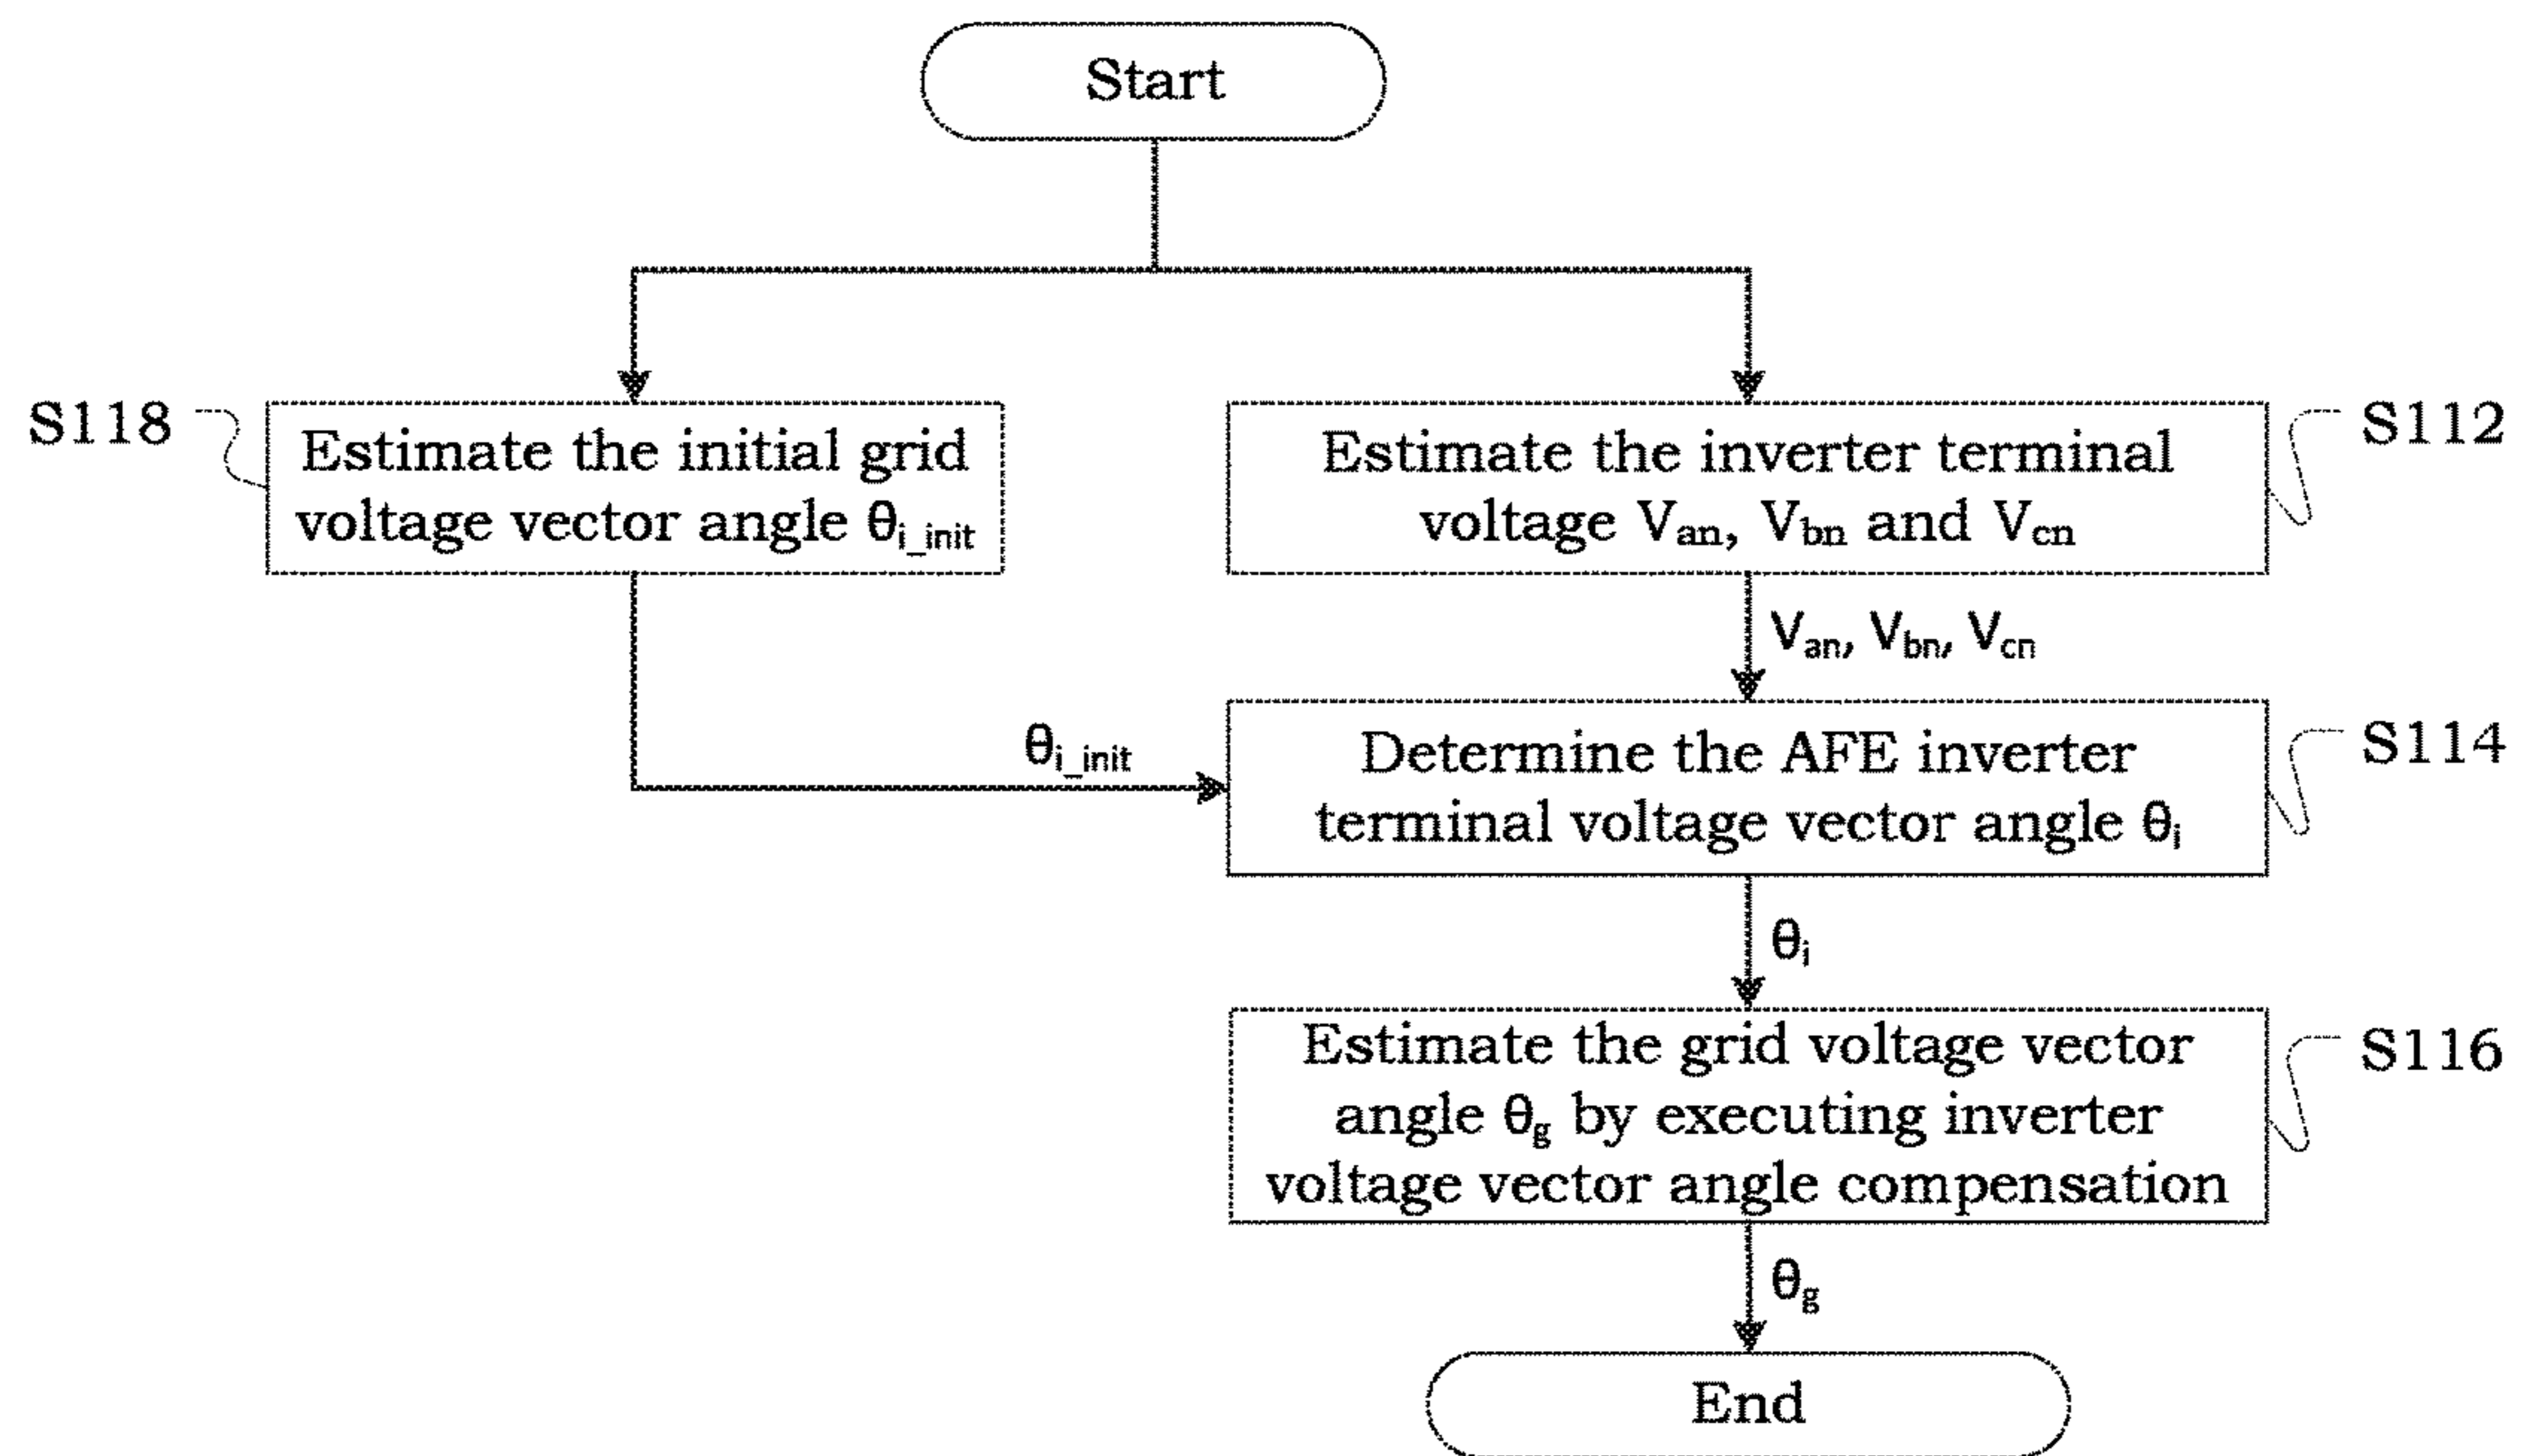 Start
S118
Estimate the initial grid
voltage vector angle θi_init
Estimate the inverter terminal
voltage Van, Vbn and Vcn
S112
Van, Vbn, Vcn
θi_init
Determine the AFE inverter
terminal voltage vector angle θi
S114
θi
Estimate the grid voltage vector
angle θg by executing inverter
voltage vector angle compensation
S116
θg
End